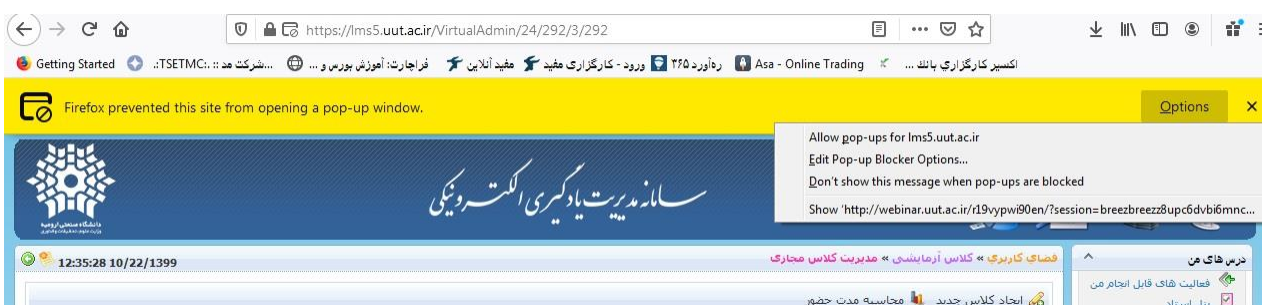 https://lms5.uut.ac.ir/VirtualAdmin/24/292/3/292
Getting Started شرکت مد :: .TSETMC:.... فراچارت: آموزش بورس و ... مفید آنلاین ورود - کارگزاری مفید ره‌آورد ۳۶۵ Asa - Online Trading اکسیر کارگزاری بانک ...
Firefox prevented this site from opening a pop-up window.
Options
Allow pop-ups for lms5.uut.ac.ir
Edit Pop-up Blocker Options...
Don't show this message when pop-ups are blocked
Show 'http://webinar.uut.ac.ir/r19vypwi90en/?session=breezbreezz8upc6dvbi6mnc...
سامانه مدیریت یادگیری الکترونیکی
دانشگاه صنعتی ارومیه
12:35:28 10/22/1399
فضای کاربری » کلاس آزمایشی » مدیریت کلاس مجازی
درس های من
ایجاد کلاس جدید محاسبه مدت حضور
فعالیت های قابل انجام من
پنل استاد